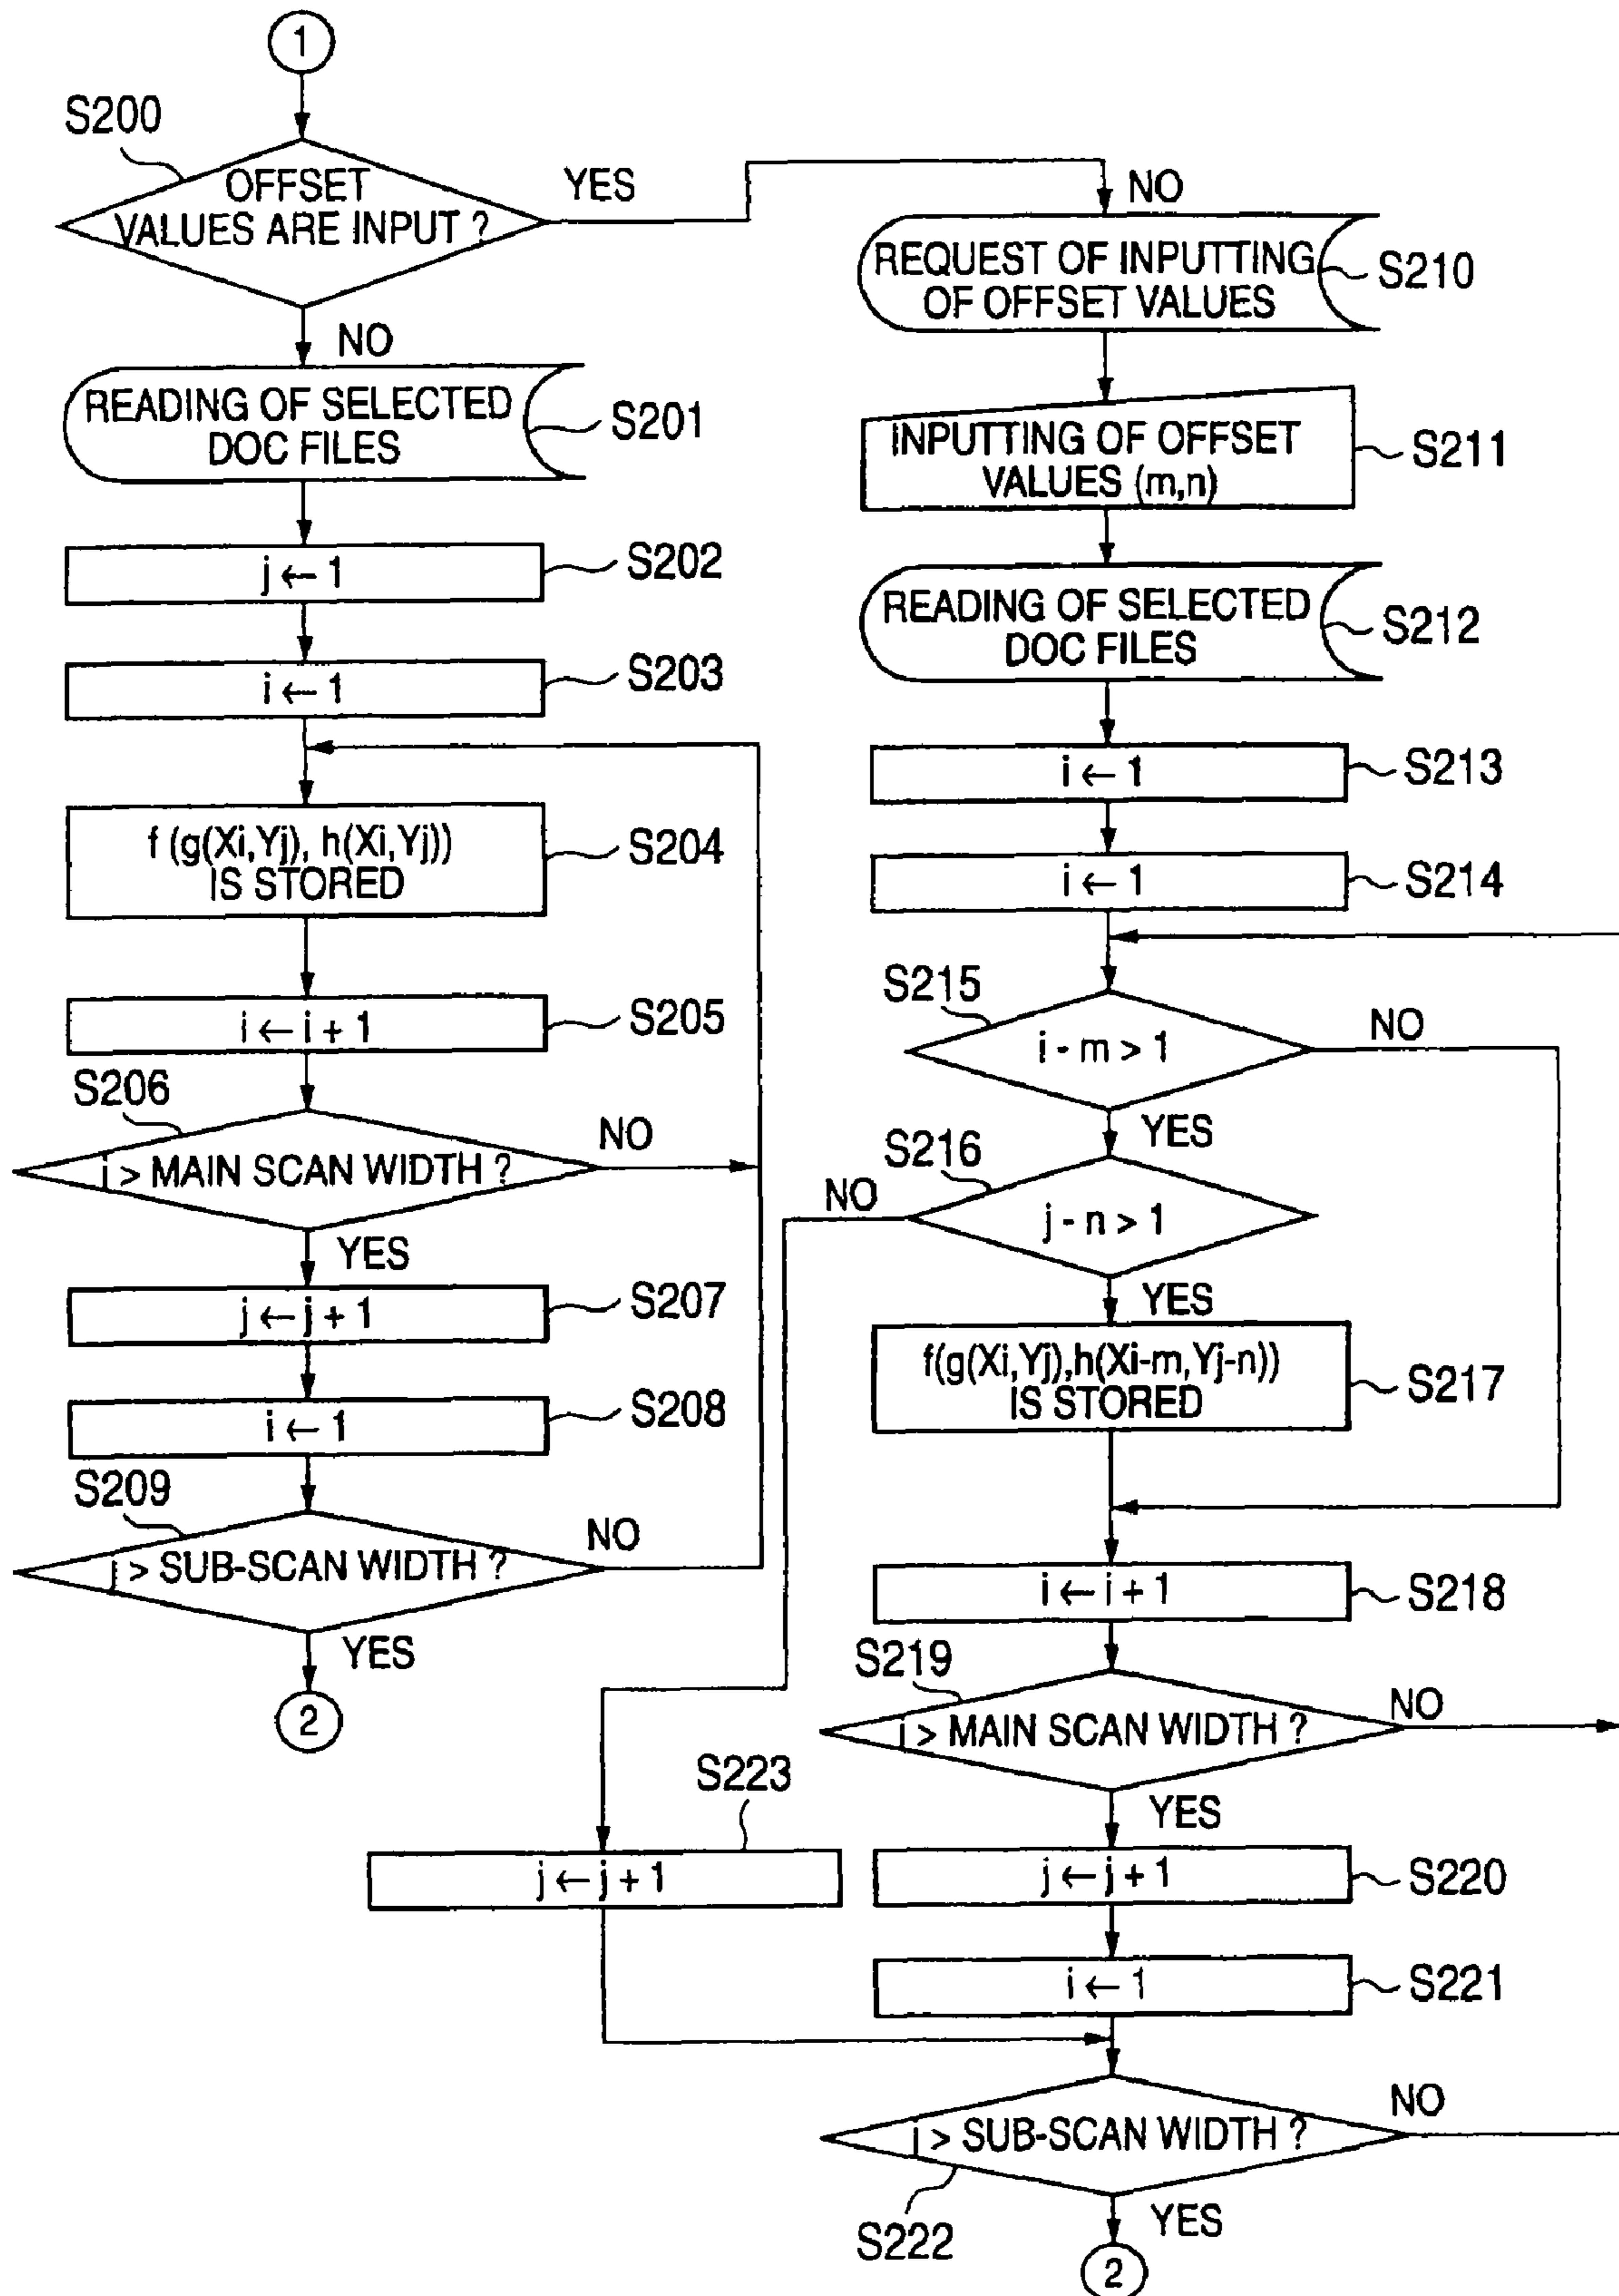 1
S200
OFFSET
VALUES ARE INPUT ?
YES
NO
READING OF SELECTED
DOC FILES
S201
j ← 1
S202
i ← 1
S203
f (g(Xi,Yj), h(Xi,Yj))
IS STORED
S204
i ← i + 1
S205
S206
i > MAIN SCAN WIDTH ?
NO
YES
j ← j + 1
S207
i ← 1
S208
S209
j > SUB-SCAN WIDTH ?
NO
YES
2
NO
REQUEST OF INPUTTING
OF OFFSET VALUES
S210
INPUTTING OF OFFSET
VALUES (m,n)
S211
READING OF SELECTED
DOC FILES
S212
i ← 1
S213
i ← 1
S214
S215
i - m > 1
NO
YES
S216
NO
j - n > 1
YES
f(g(Xi,Yj),h(Xi-m,Yj-n))
IS STORED
S217
i ← i + 1
S218
S219
i > MAIN SCAN WIDTH ?
NO
YES
S223
j ← j + 1
j ← j + 1
S220
i ← 1
S221
j > SUB-SCAN WIDTH ?
NO
S222
YES
2